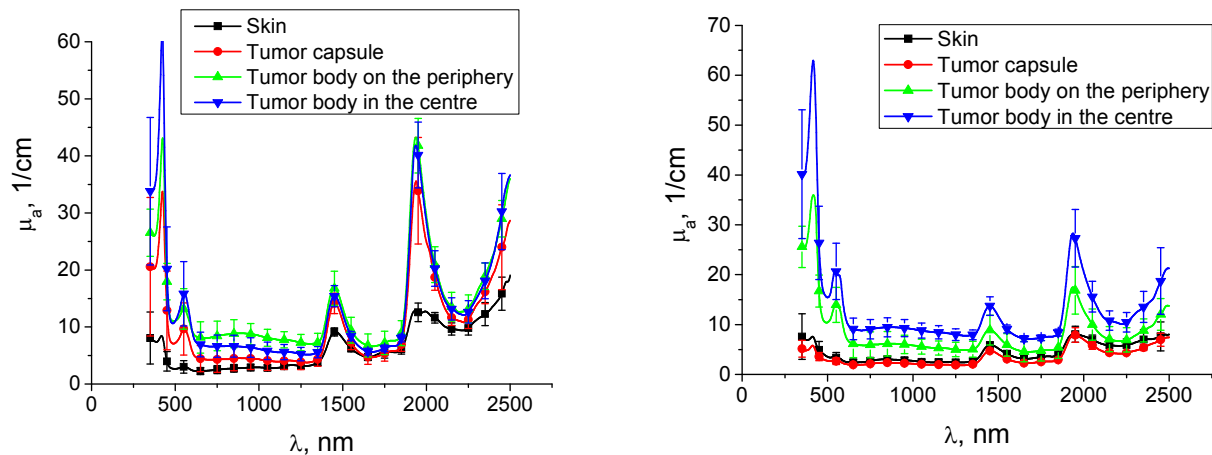 Skin
Tumor capsule
Tumor body on the periphery
Tumor body in the centre
60
50
40
30
20
10
0
μa, 1/cm
0 500 1000 1500 2000 2500
λ, nm
Skin
Tumor capsule
Tumor body on the periphery
Tumor body in the centre
70
60
50
40
30
20
10
0
μa, 1/cm
0 500 1000 1500 2000 2500
λ, nm